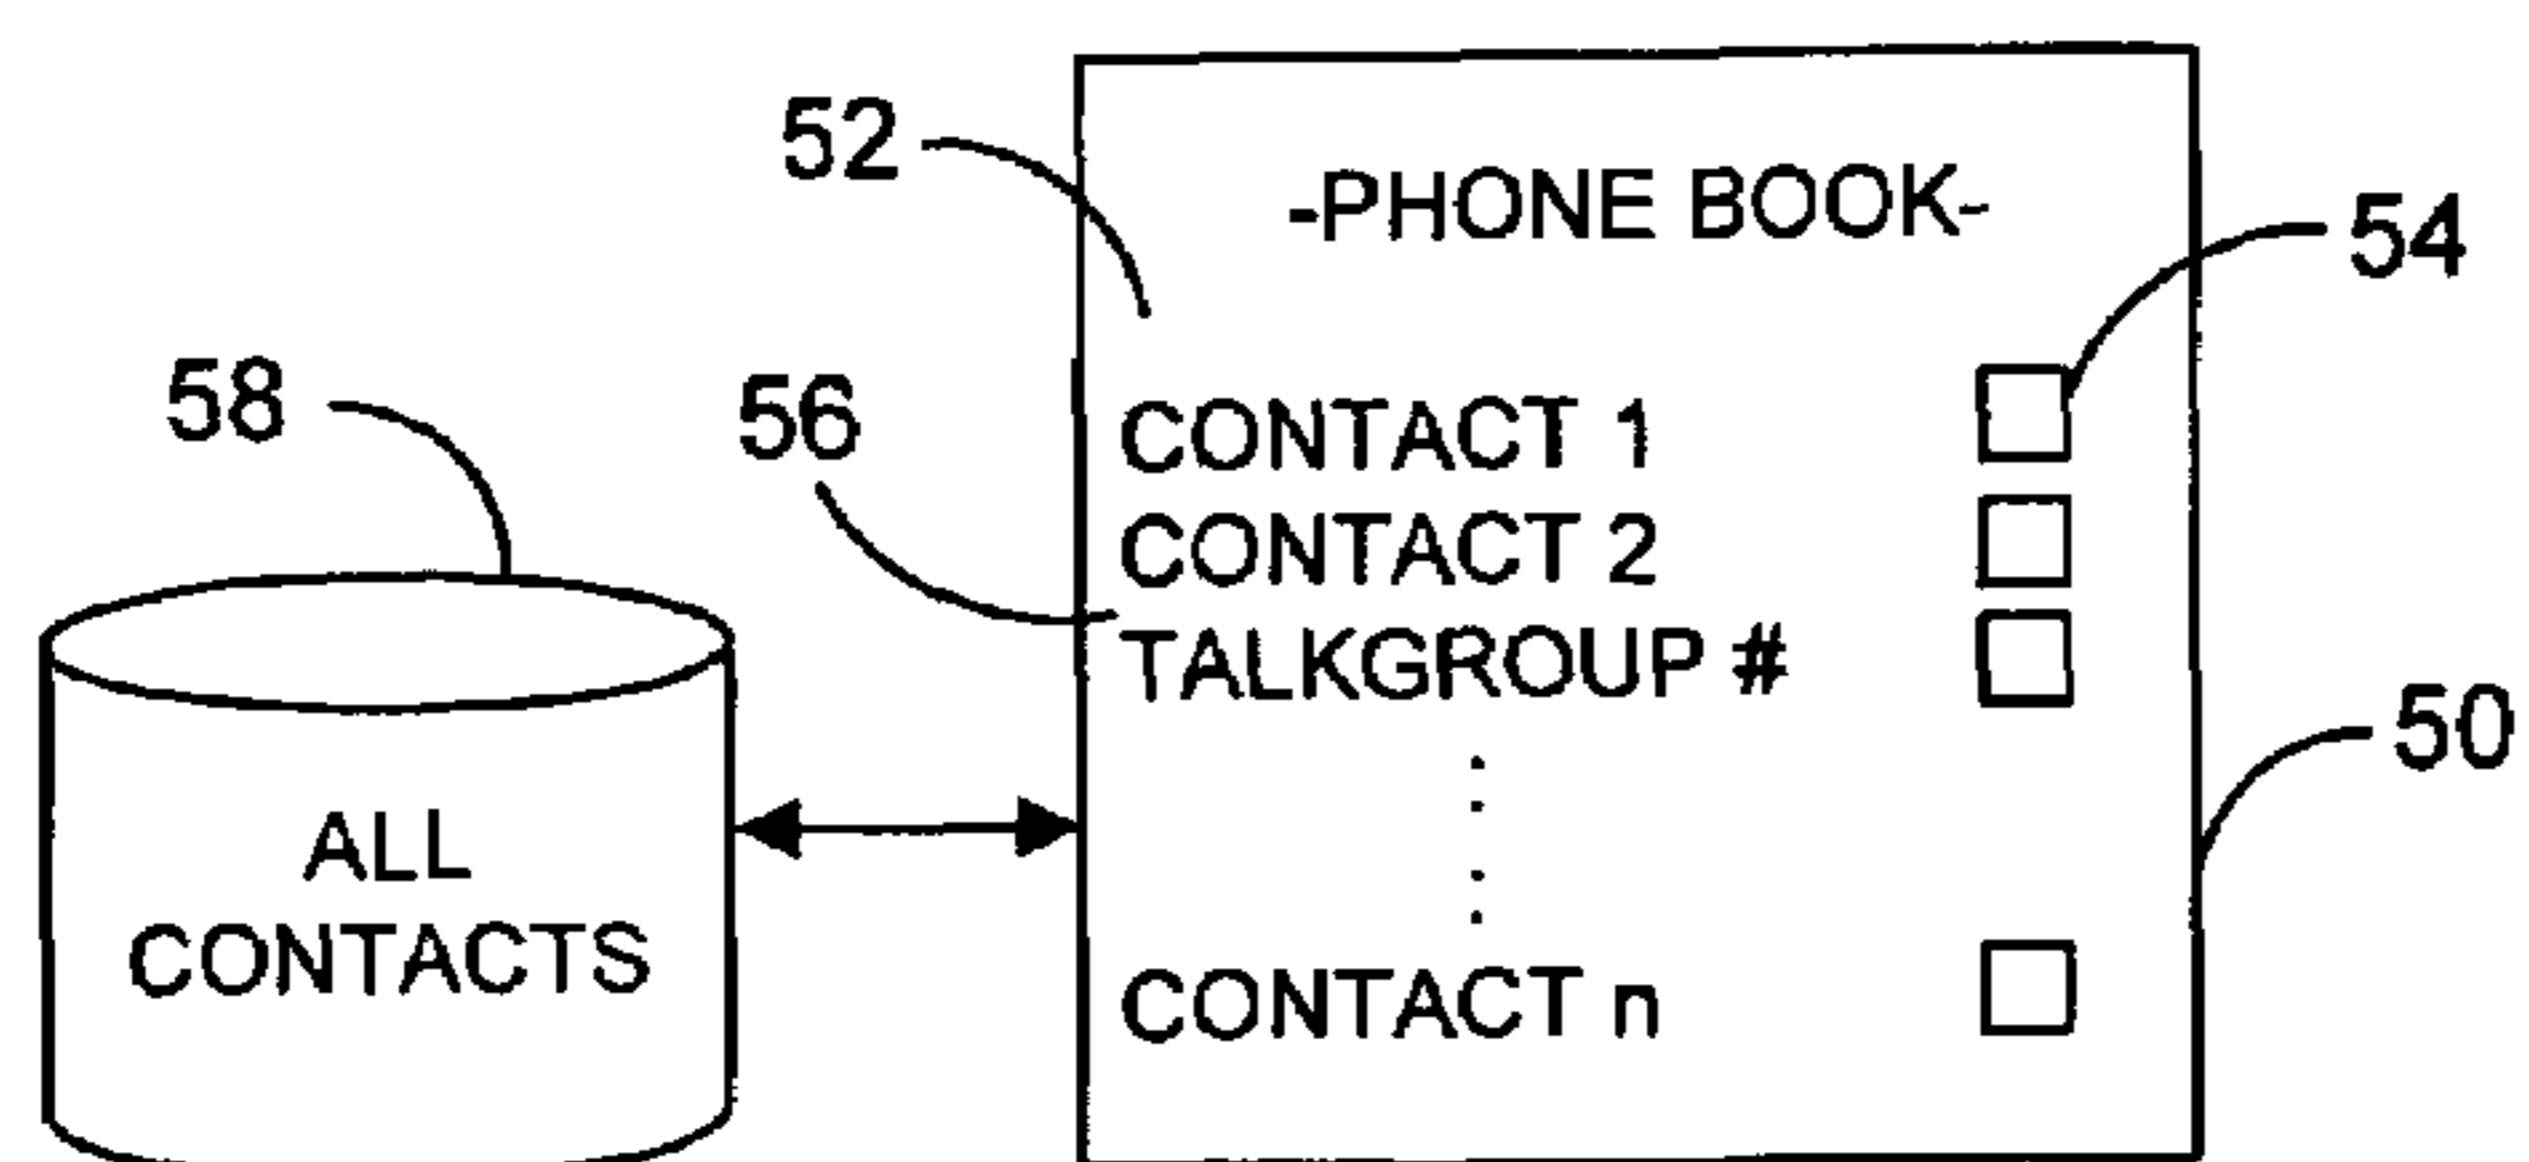 52
-PHONE BOOK-
54
58
56
CONTACT 1
CONTACT 2
TALKGROUP #
50
ALL
CONTACTS
CONTACT n